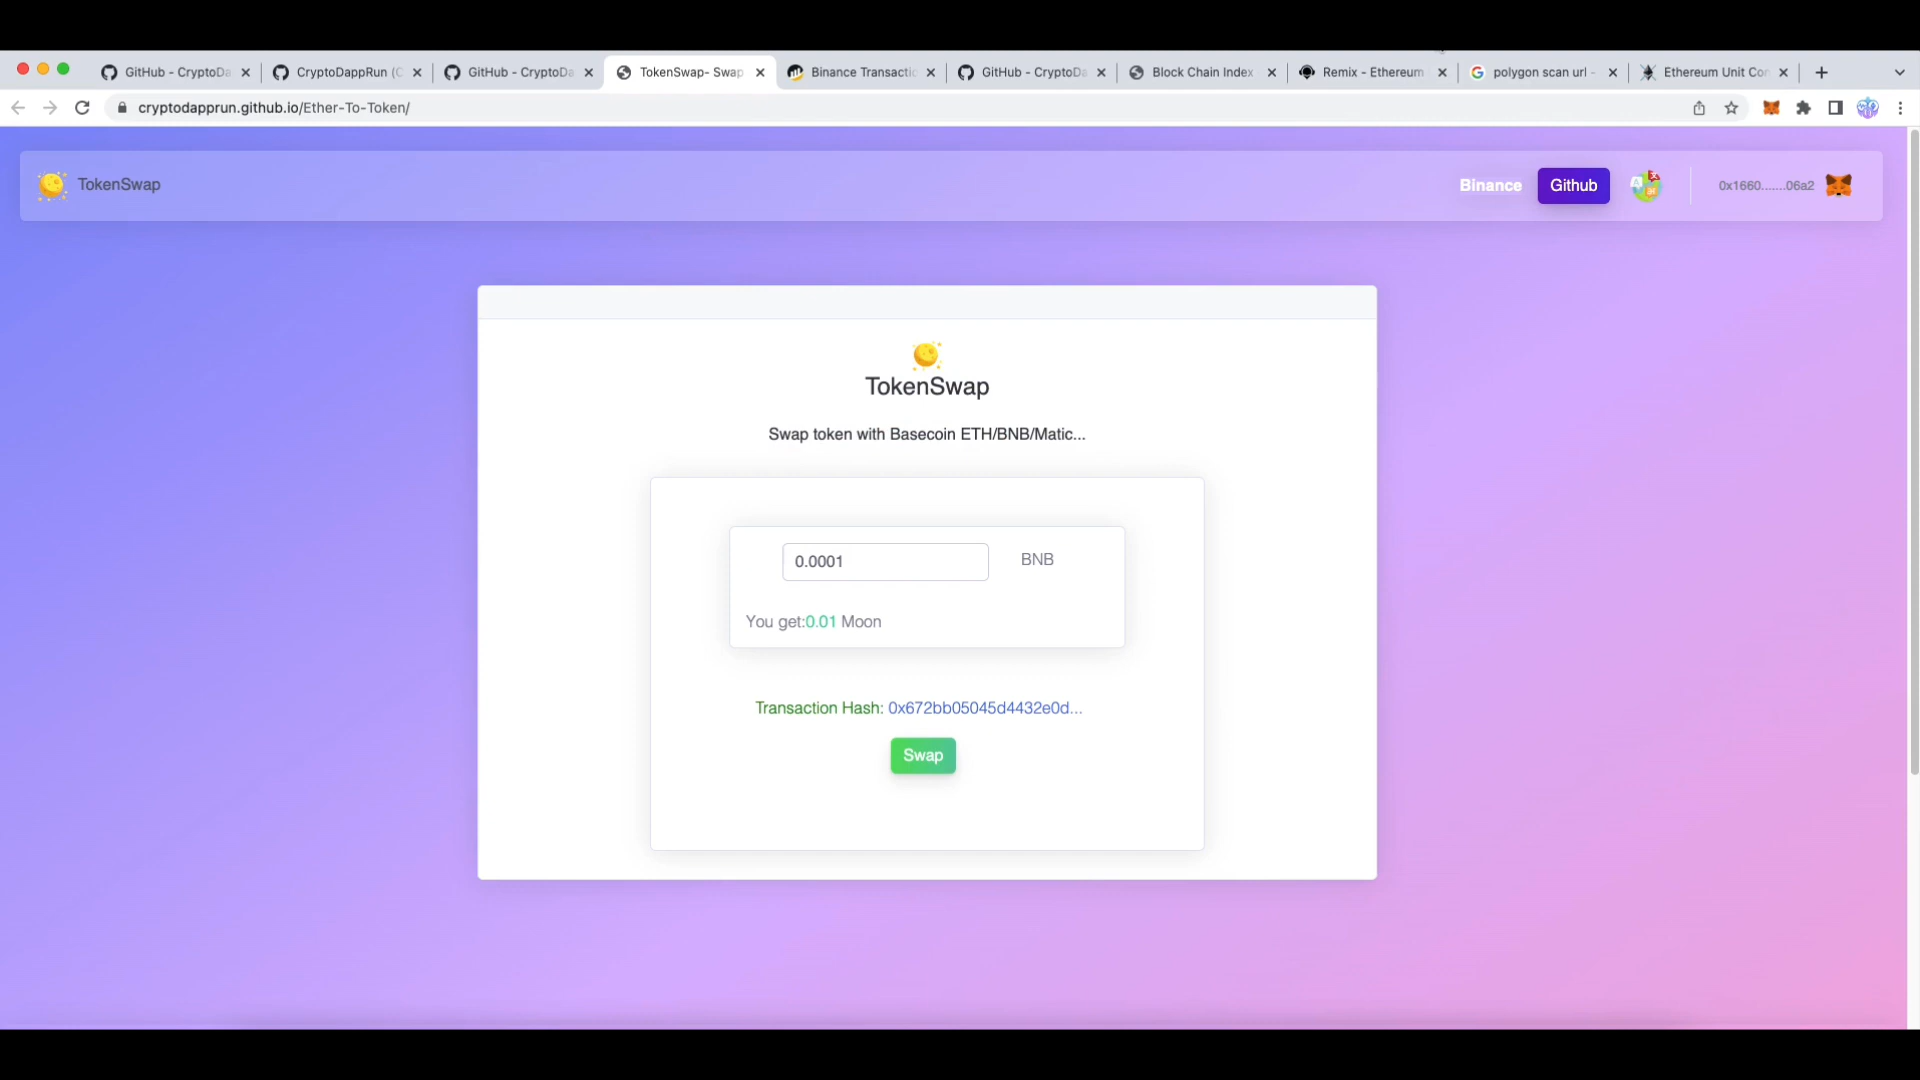 GitHub - CryptoDa
CryptoDappRun (C
GitHub - CryptoDa
TokenSwap- Swap
Binance Transactic
GitHub - CryptoDa
Block Chain Index
Remix - Ethereum
polygon scan url -
Ethereum Unit Con
cryptodapprun.github.io/Ether-To-Token/
TokenSwap
Binance
Github
0x1660.......06a2
TokenSwap
Swap token with Basecoin ETH/BNB/Matic...
0.0001
BNB
You get:0.01 Moon
Transaction Hash: 0x672bb05045d4432e0d...
Swap